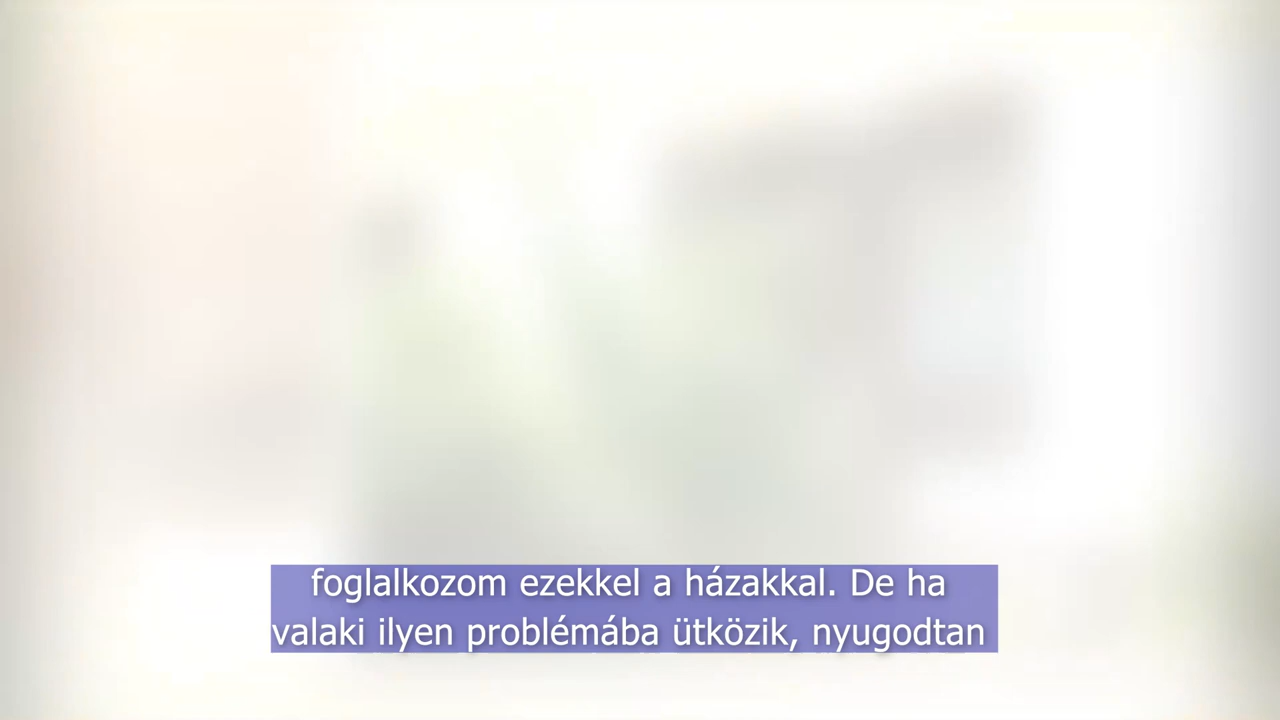 foglalkozom ezekkel a házakkal. De ha
valaki ilyen problémába ütközik, nyugodtan